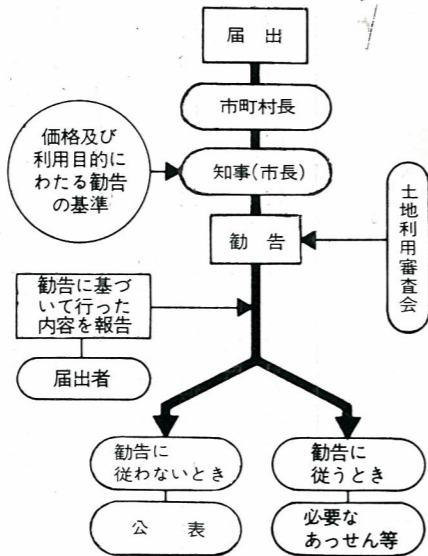 届出
市町村長
価格及び
利用目的に
わたる勧告
の基準
知事(市長)
勧告
土地利用審査会
勧告に基づ
いて行った
内容を報告
届出者
勧告に
従わないとき
公表
勧告に
従うとき
必要な
あっせん等